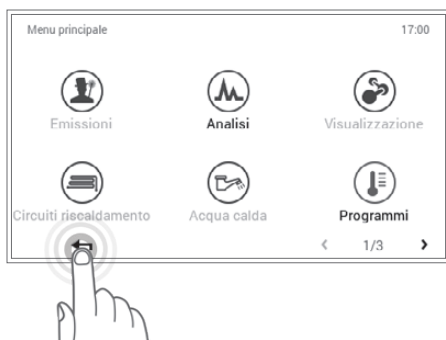 Menu principale 17:00
Emissioni Analisi Visualizzazione
Circuiti riscaldamento Acqua calda Programmi
1/3